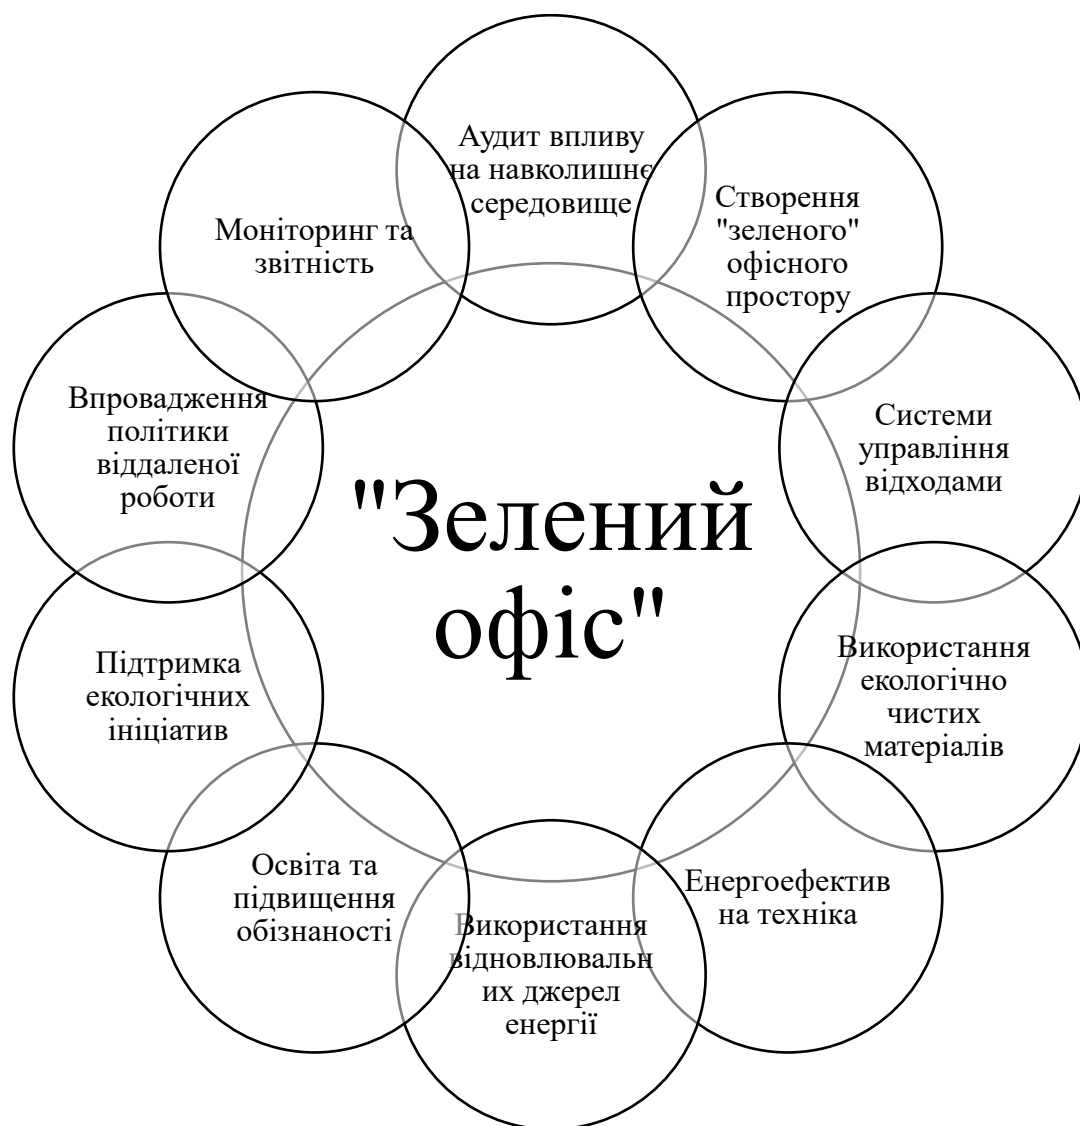 Аудит впливу
на навколишнє
середовище
Створення
"зеленого"
офісного
простору
Системи
управління
відходами
Використання
екологічно
чистих
матеріалів
Енергоефектив
на техніка
Використання
відновлювальн
их джерел
енергії
Освіта та
підвищення
обізнаності
Підтримка
екологічних
ініціатив
Впровадження
політики
віддаленої
роботи
Моніторинг та
звітність
"Зелений
офіс"